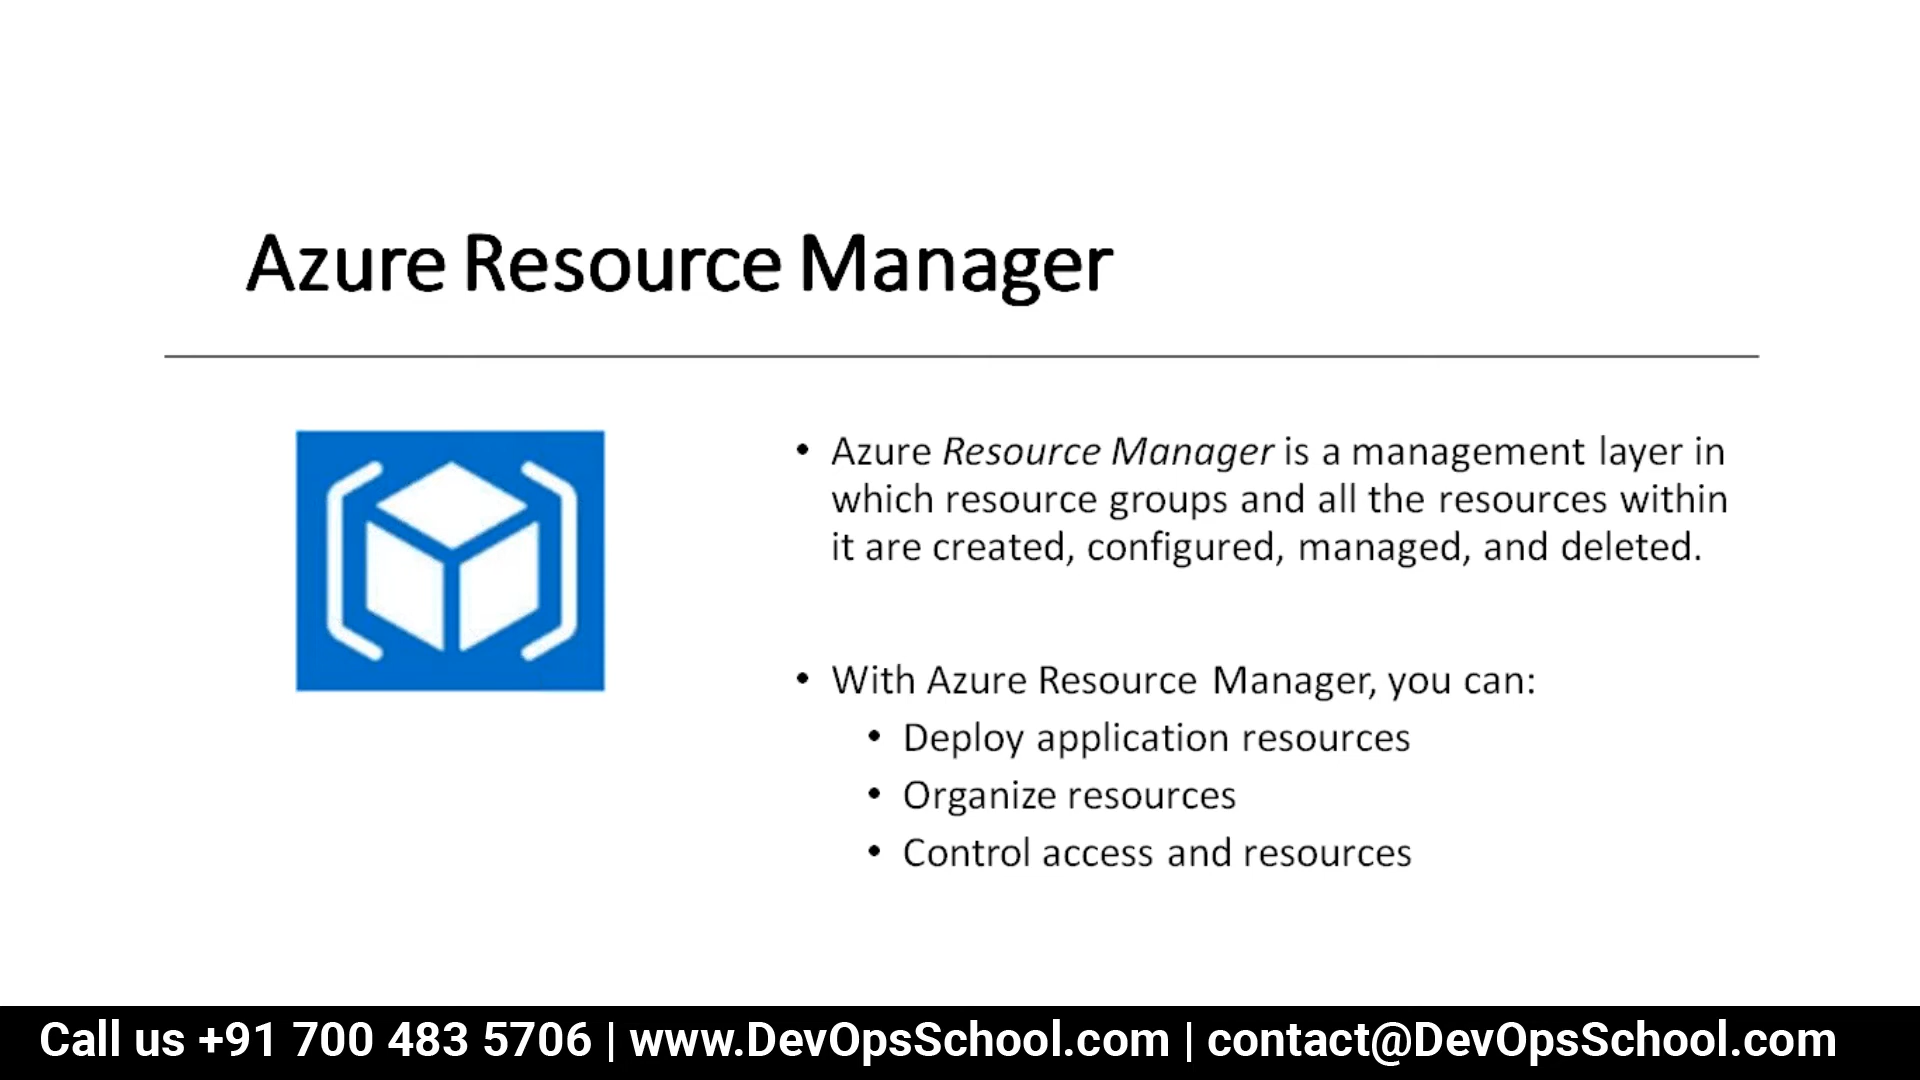 Azure Resource Manager
• Azure Resource Manager is a management layer in
which resource groups and all the resources within
it are created, configured, managed, and deleted.
• With Azure Resource Manager, you can:
• Deploy application resources
• Organize resources
• Control access and resources
Call us +91 700 483 5706 | www.DevOpsSchool.com | contact@DevOpsSchool.com